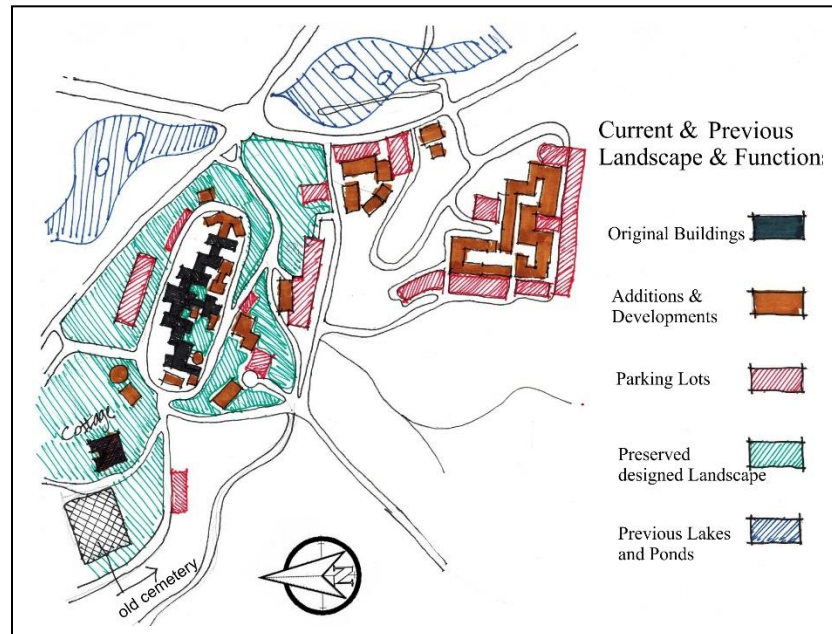 Current & Previous
Landscape & Functions
Original Buildings
Additions &
Developments
Parking Lots
Preserved
designed Landscape
Previous Lakes
and Ponds
Cottage
old cemetery
N